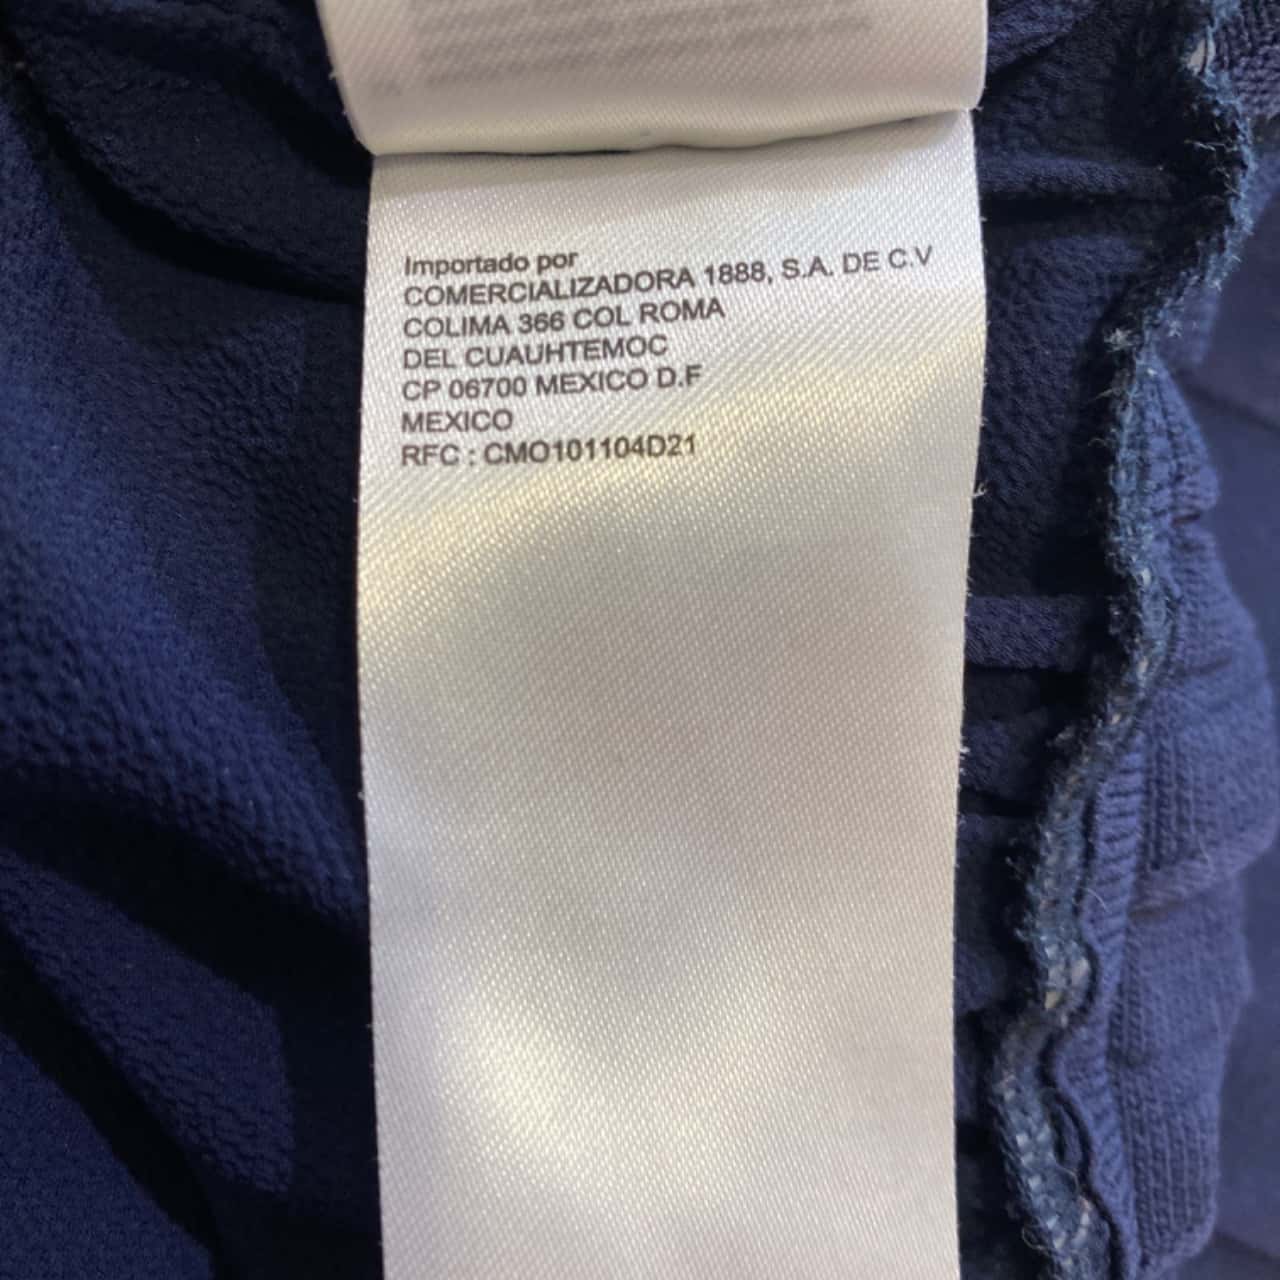 Importado por
COMERCIALIZADORA 1888, S.A. DE C.V
COLIMA 366 COL ROMA
DEL CUAUHTEMOC
CP 06700 MEXICO D.F
MEXICO
RFC : CMO101104D21